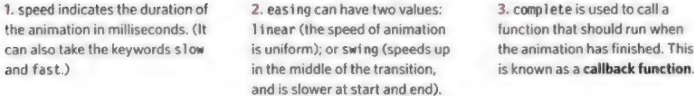 1. speed indicates the duration of
the animation in milliseconds. (It
can also take the keywords slow
and fast.)
2. easing can have two values:
linear (the speed of animation
is uniform); or swing (speeds up
in the middle of the transition,
and is slower at start and end).
3. complete is used to call a
function that should run when
the animation has finished. This
is known as a callback function.